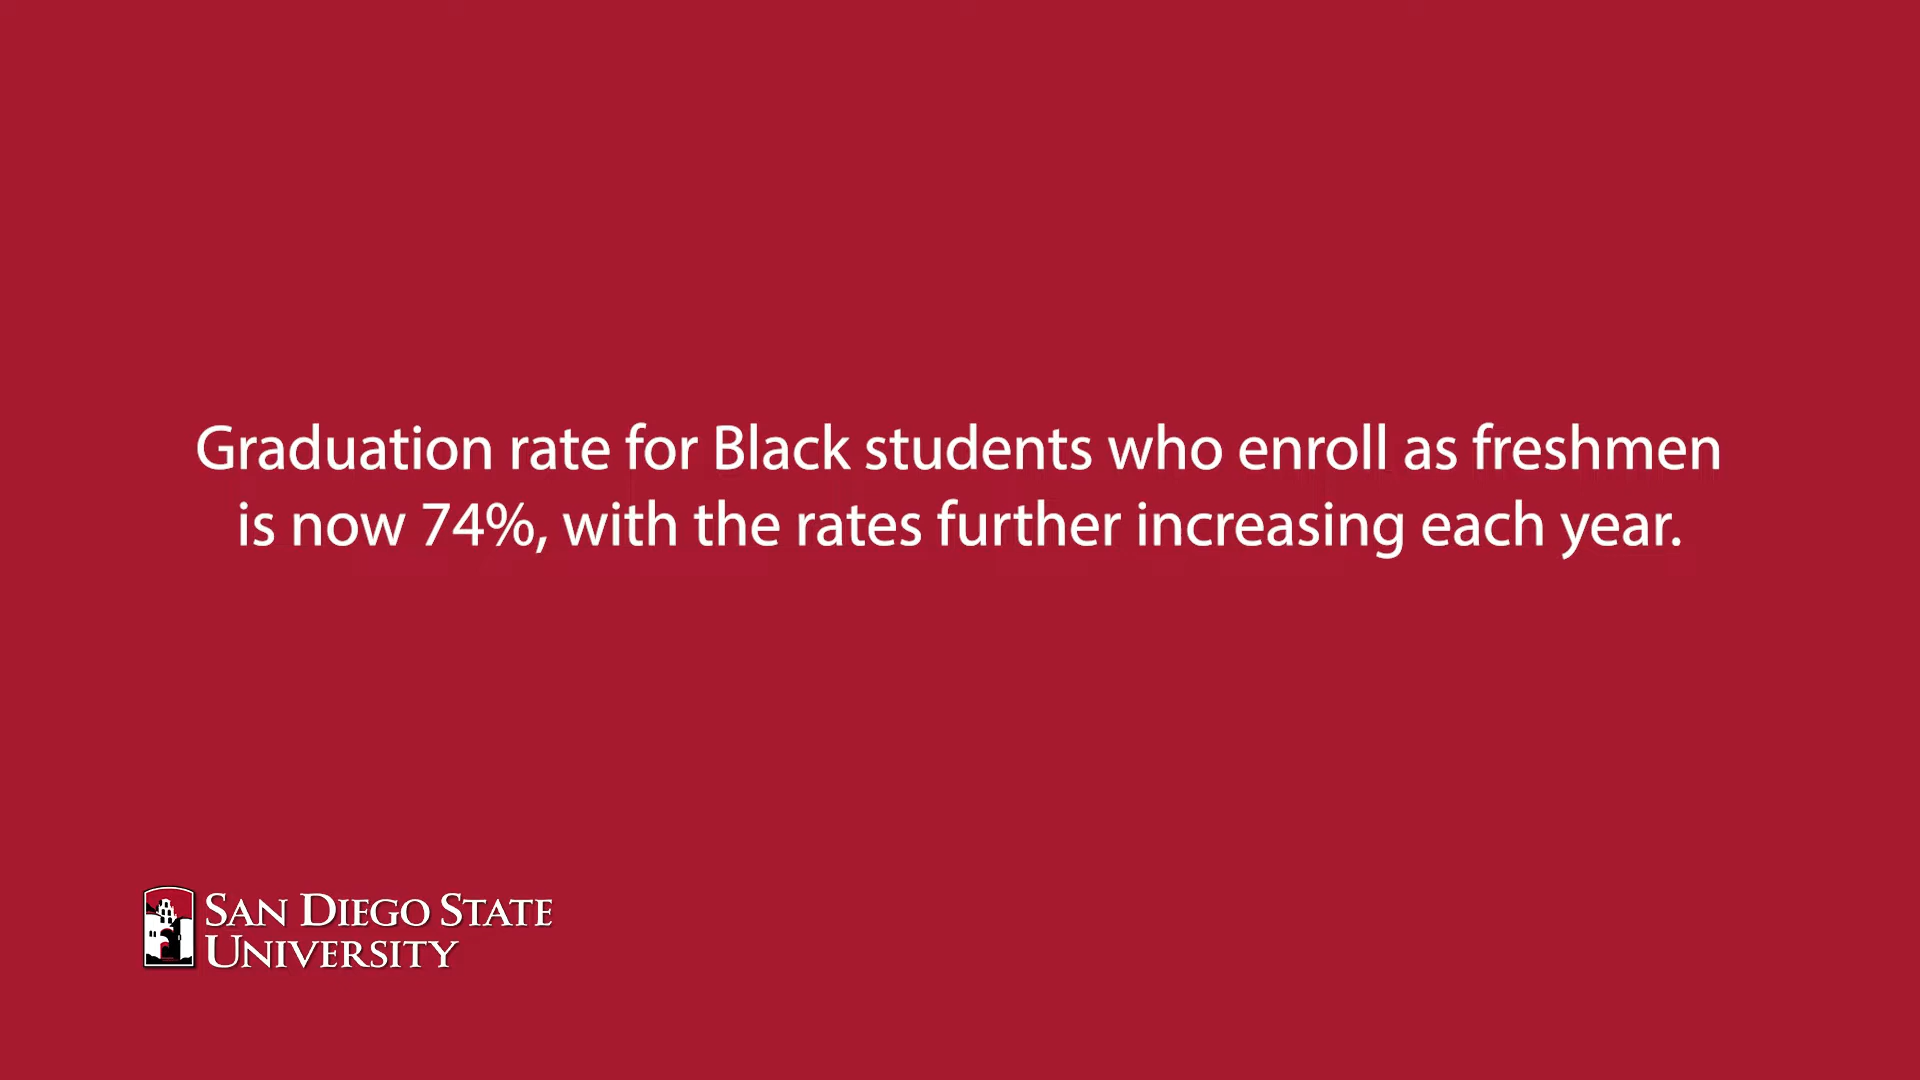 Graduation rate for Black students who enroll as freshmen
is now 74%, with the rates further increasing each year.
SAN DIEGO STATE
UNIVERSITY